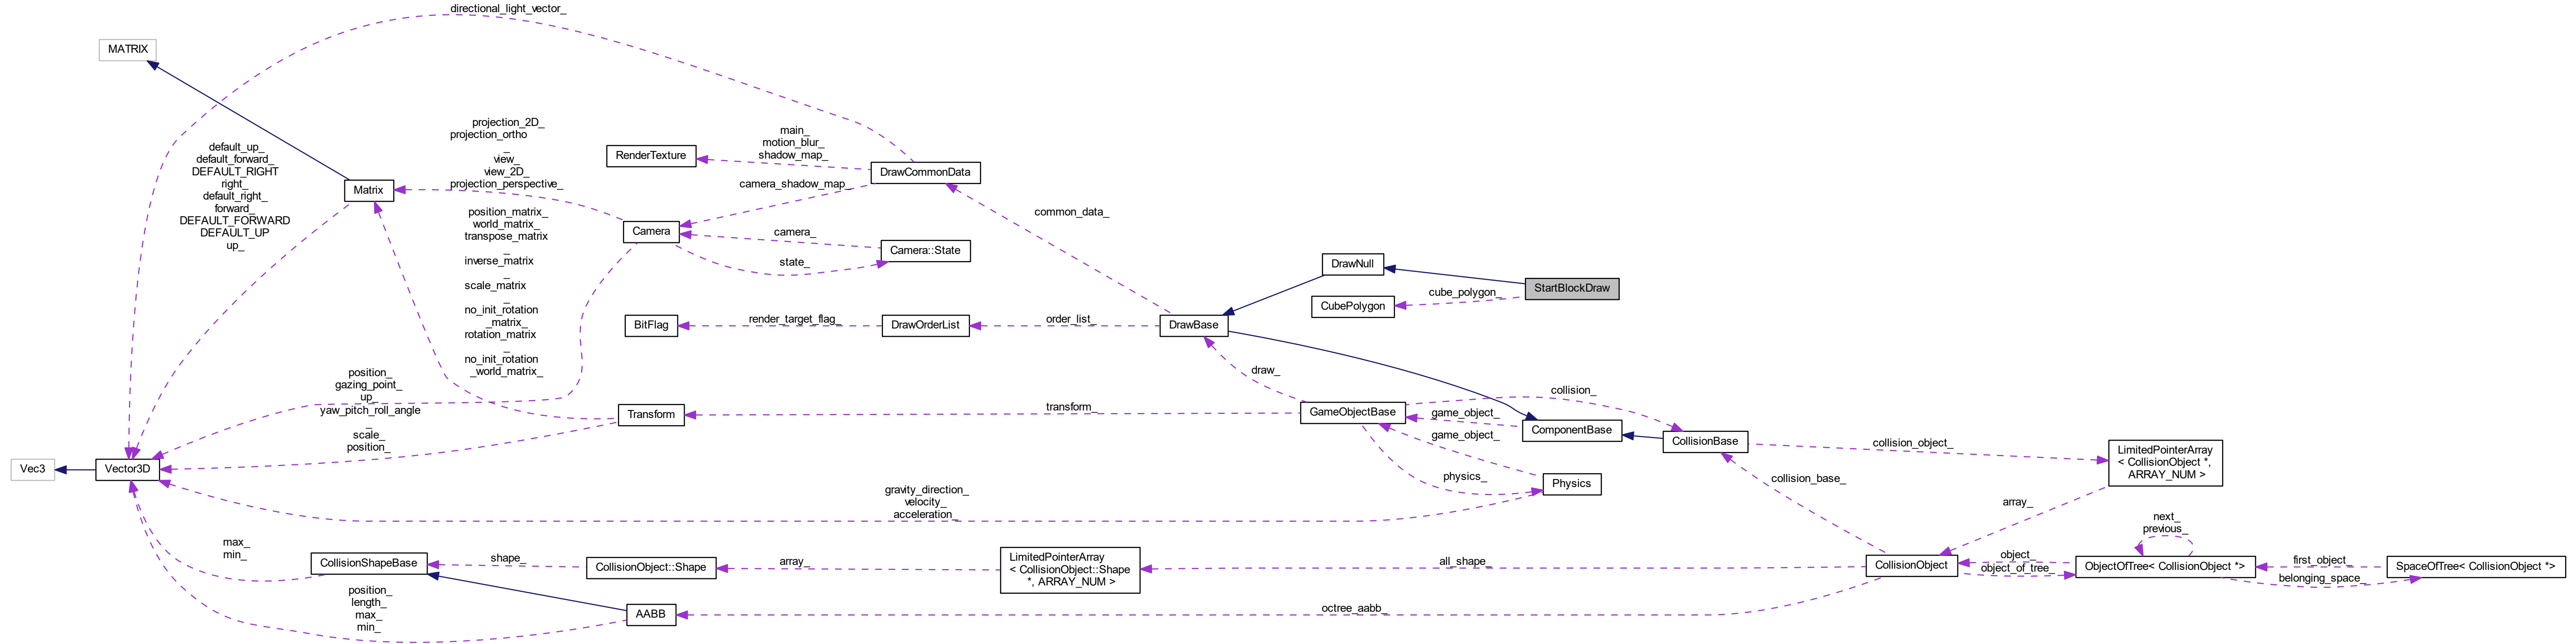 directional_light_vector_
MATRIX
projection_2D_
projection_ortho
_
view_
view_2D_
projection_perspective_
main_
motion_blur_
shadow_map_
RenderTexture
DrawCommonData
default_up_
default_forward_
DEFAULT_RIGHT
right_
default_right_
forward_
DEFAULT_FORWARD
DEFAULT_UP
up_
Matrix
camera_shadow_map_
common_data_
position_matrix_
world_matrix_
transpose_matrix
_
inverse_matrix
_
scale_matrix
_
no_init_rotation
_matrix_
rotation_matrix
_
no_init_rotation
_world_matrix_
Camera
camera_
Camera::State
state_
DrawNull
StartBlockDraw
cube_polygon_
CubePolygon
BitFlag
render_target_flag_
DrawOrderList
order_list_
DrawBase
draw_
position_
gazing_point_
up_
yaw_pitch_roll_angle
_
scale_
position_
Transform
transform_
GameObjectBase
collision_
game_object_
ComponentBase
game_object_
CollisionBase
collision_object_
LimitedPointerArray
< CollisionObject *,
ARRAY_NUM >
Vec3
Vector3D
physics_
Physics
collision_base_
gravity_direction_
velocity_
acceleration_
array_
next_
previous_
max_
min_
CollisionShapeBase
shape_
CollisionObject::Shape
array_
LimitedPointerArray
< CollisionObject::Shape
*, ARRAY_NUM >
all_shape_
CollisionObject
object_
object_of_tree_
ObjectOfTree< CollisionObject *>
first_object_
belonging_space_
SpaceOfTree< CollisionObject *>
position_
length_
max_
min_
AABB
octree_aabb_